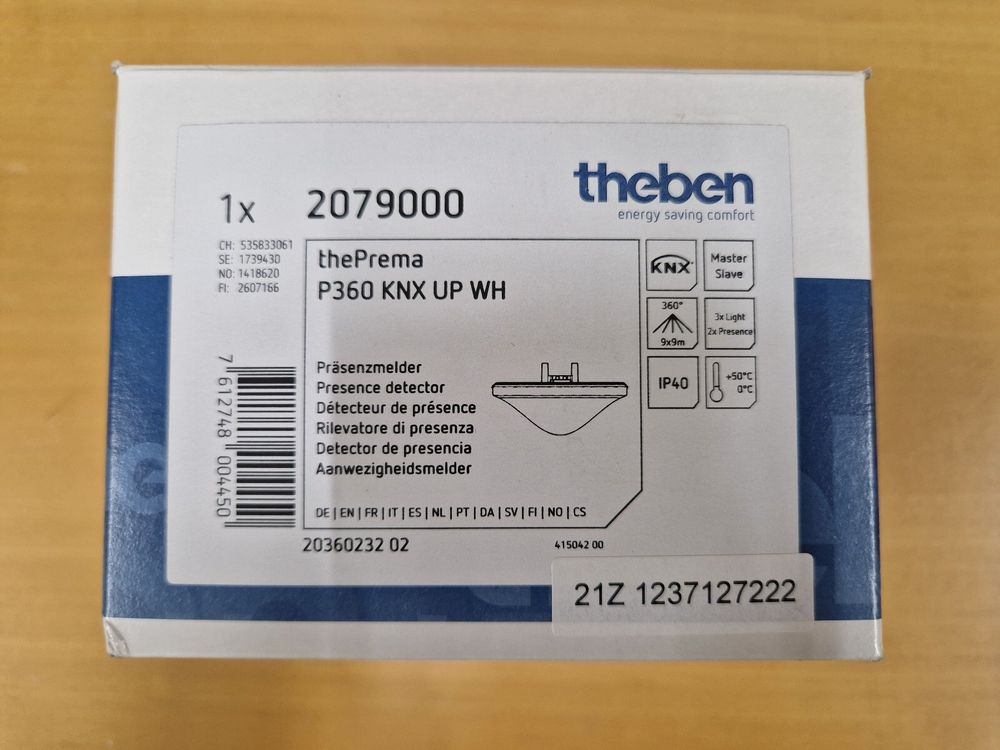 theben
energy saving comfort
1x
2079000
CH: 535833061
SE: 1739430
NO: 1418620
FI: 2607166
thePrema
P360 KNX UP WH
KNX
Master
Slave
360°
9x9m
3x Light
2x Presence
IP40
+50°C
0°C
Präsenzmelder
Presence detector
Détecteur de présence
Rilevatore di presenza
Detector de presencia
Aanwezigheidsmelder
DE | EN | FR | IT | ES | NL | PT | DA | SV | FI | NO | CS
7 612748 004450
20360232 02
415042 00
21Z 1237127222